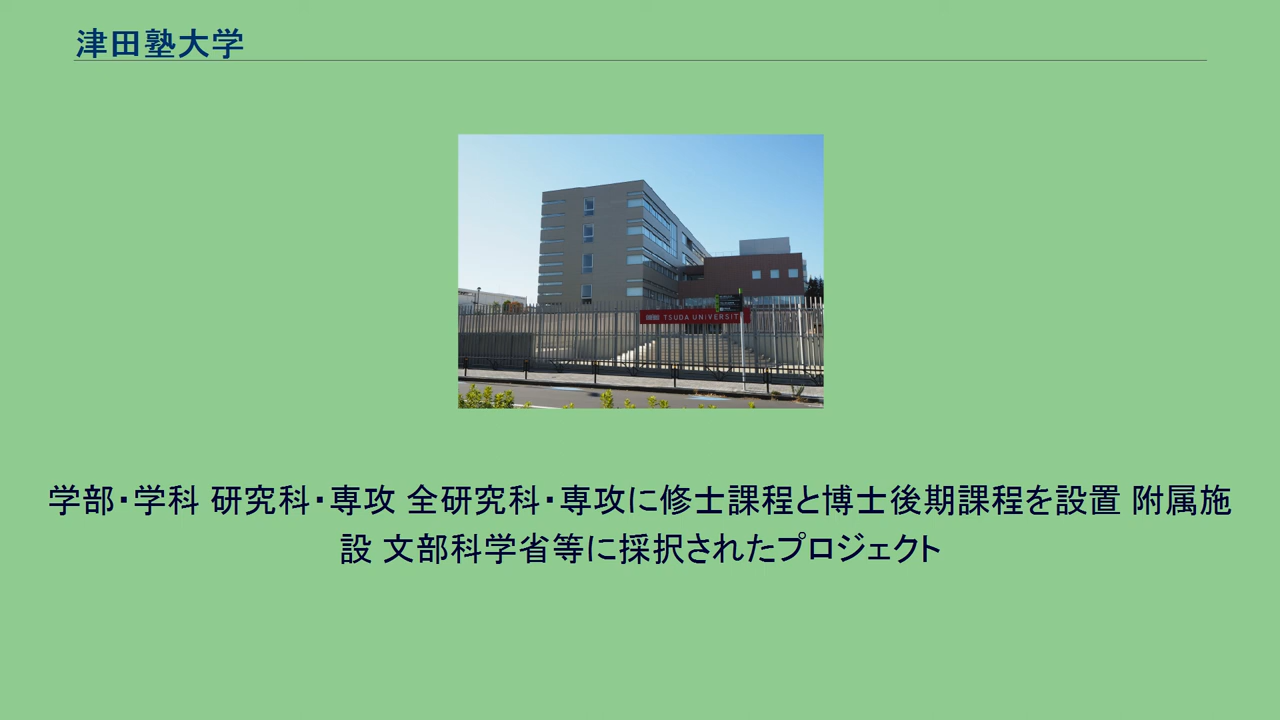 津田塾大学
TSUDA UNIVERSIT
学部・学科 研究科・専攻 全研究科・専攻に修士課程と博士後期課程を設置 附属施
設 文部科学省等に採択されたプロジェクト